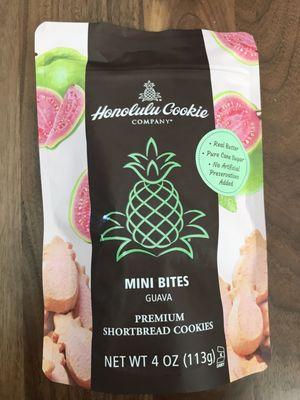 Honolulu Cookie
COMPANY®
• Real Butter
• Pure Cane Sugar
• No Artificial
Preservatives
Added
MINI BITES
GUAVA
PREMIUM
SHORTBREAD COOKIES
NET WT 4 OZ (113g)